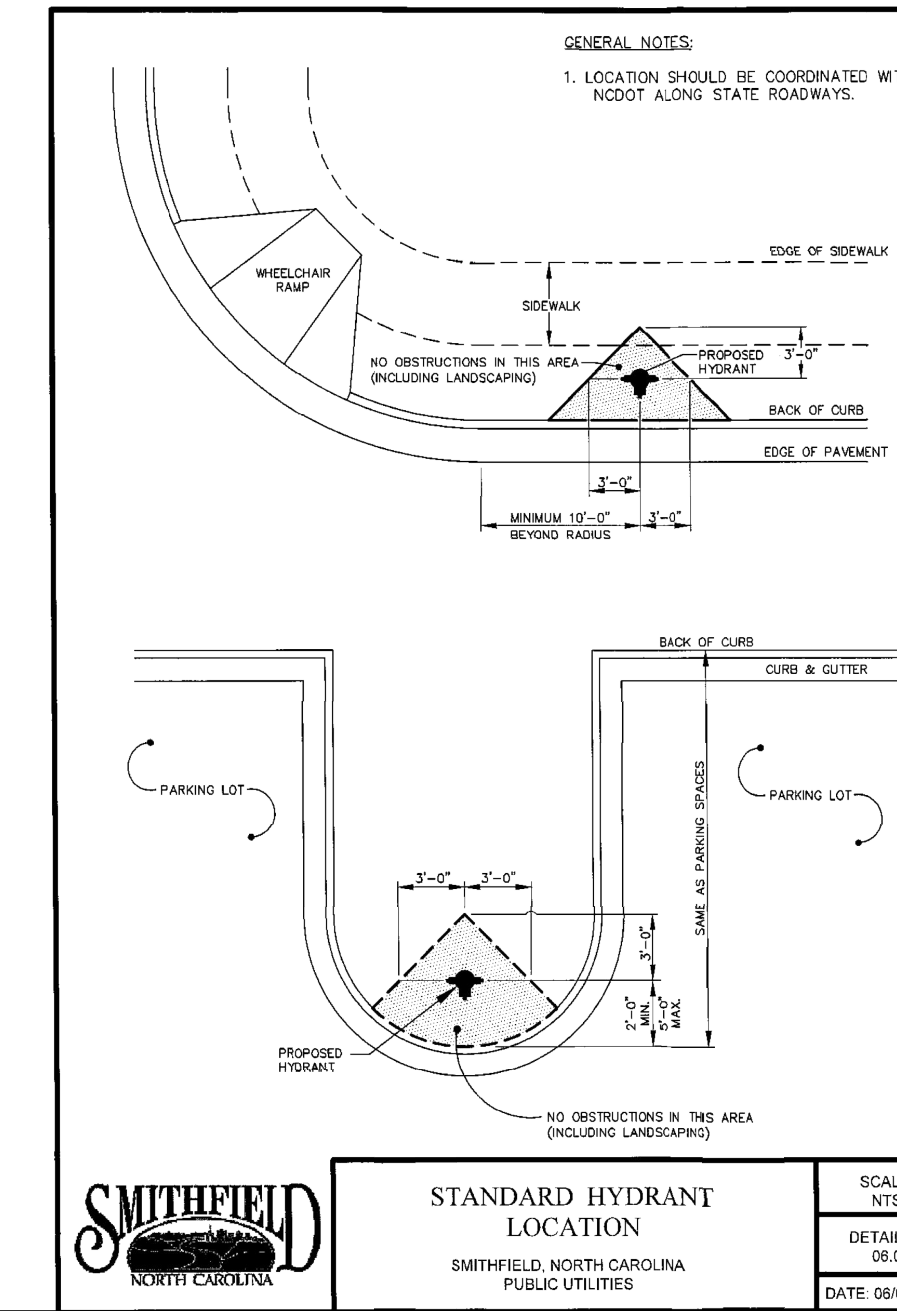 GENERAL NOTES:
1. LOCATION SHOULD BE COORDINATED
NCDOT ALONG STATE ROADWAYS.
EDGE OF SIDEWALK
WHEELCHAIR
RAMP
SIDEWALK
NO OBSTRUCTIONS IN THIS AREA
(INCLUDING LANDSCAPING)
PROPOSED
HYDRANT
3'-0"
BACK OF CURB
EDGE OF PAVEMENT
3'-0"
MINIMUM 10'-0"
BEYOND RADIUS
3'-0"
BACK OF CURB
CURB & GUTTER
PARKING LOT
PARKING LOT
SAME AS PARKING SPACES
3'-0"
3'-0"
3'-0"
2'-0"
MIN.
5'-0"
MAX.
PROPOSED
HYDRANT
NO OBSTRUCTIONS IN THIS AREA
(INCLUDING LANDSCAPING)
SMITHFIELD
NORTH CAROLINA
STANDARD HYDRANT
LOCATION
SMITHFIELD, NORTH CAROLINA
PUBLIC UTILITIES
NTS
DATE: